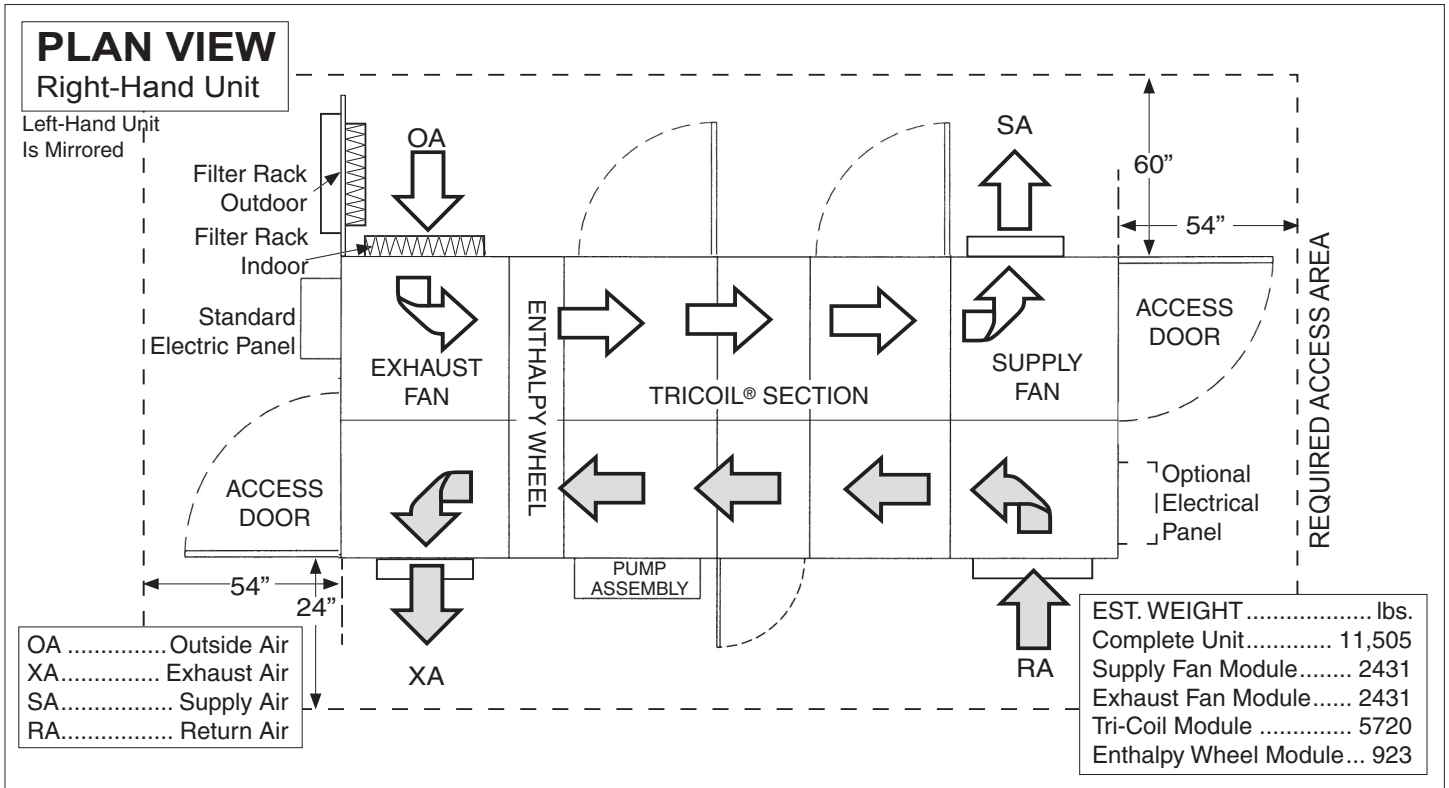 PLAN VIEW
Right-Hand Unit
Left-Hand Unit
Is Mirrored
Filter Rack
Outdoor
Filter Rack
Indoor
Standard
Electric Panel
OA
SA
60”
54”
EXHAUST
FAN
ENTHALPY WHEEL
TRICOIL® SECTION
SUPPLY
FAN
ACCESS
DOOR
REQUIRED ACCESS AREA
ACCESS
DOOR
Optional
Electrical
Panel
PUMP
ASSEMBLY
54”
24”
XA
RA
OA ............... Outside Air
XA............... Exhaust Air
SA................. Supply Air
RA................. Return Air
EST. WEIGHT ................... lbs.
Complete Unit............. 11,505
Supply Fan Module........ 2431
Exhaust Fan Module...... 2431
Tri-Coil Module .............. 5720
Enthalpy Wheel Module... 923